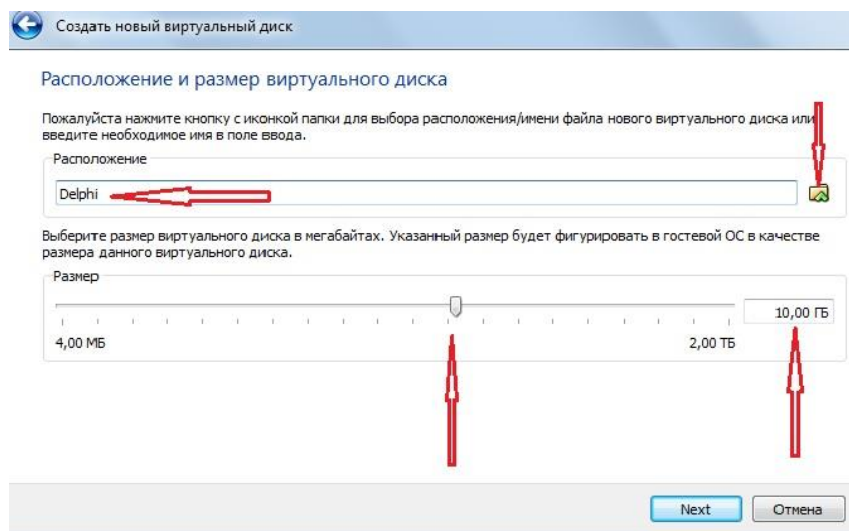 Создать новый виртуальный диск
Расположение и размер виртуального диска
Пожалуйста нажмите кнопку с иконкой папки для выбора расположения/имени файла нового виртуального диска или
введите необходимое имя в поле ввода.
Расположение
Delphi
Выберите размер виртуального диска в мегабайтах. Указанный размер будет фигурировать в гостевой ОС в качестве
размера данного виртуального диска.
Размер
10,00 ГБ
4,00 МБ 2,00 ТБ
Next Отмена